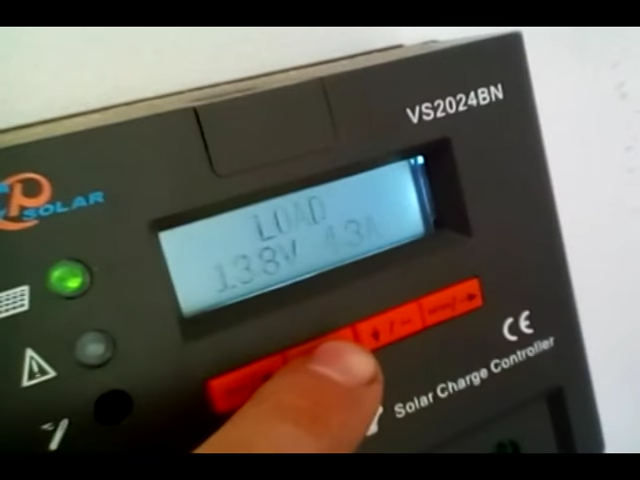 VS2024BN
SOLAR
LOAD
13.8V 4.3A
CE
Solar Charge Controller